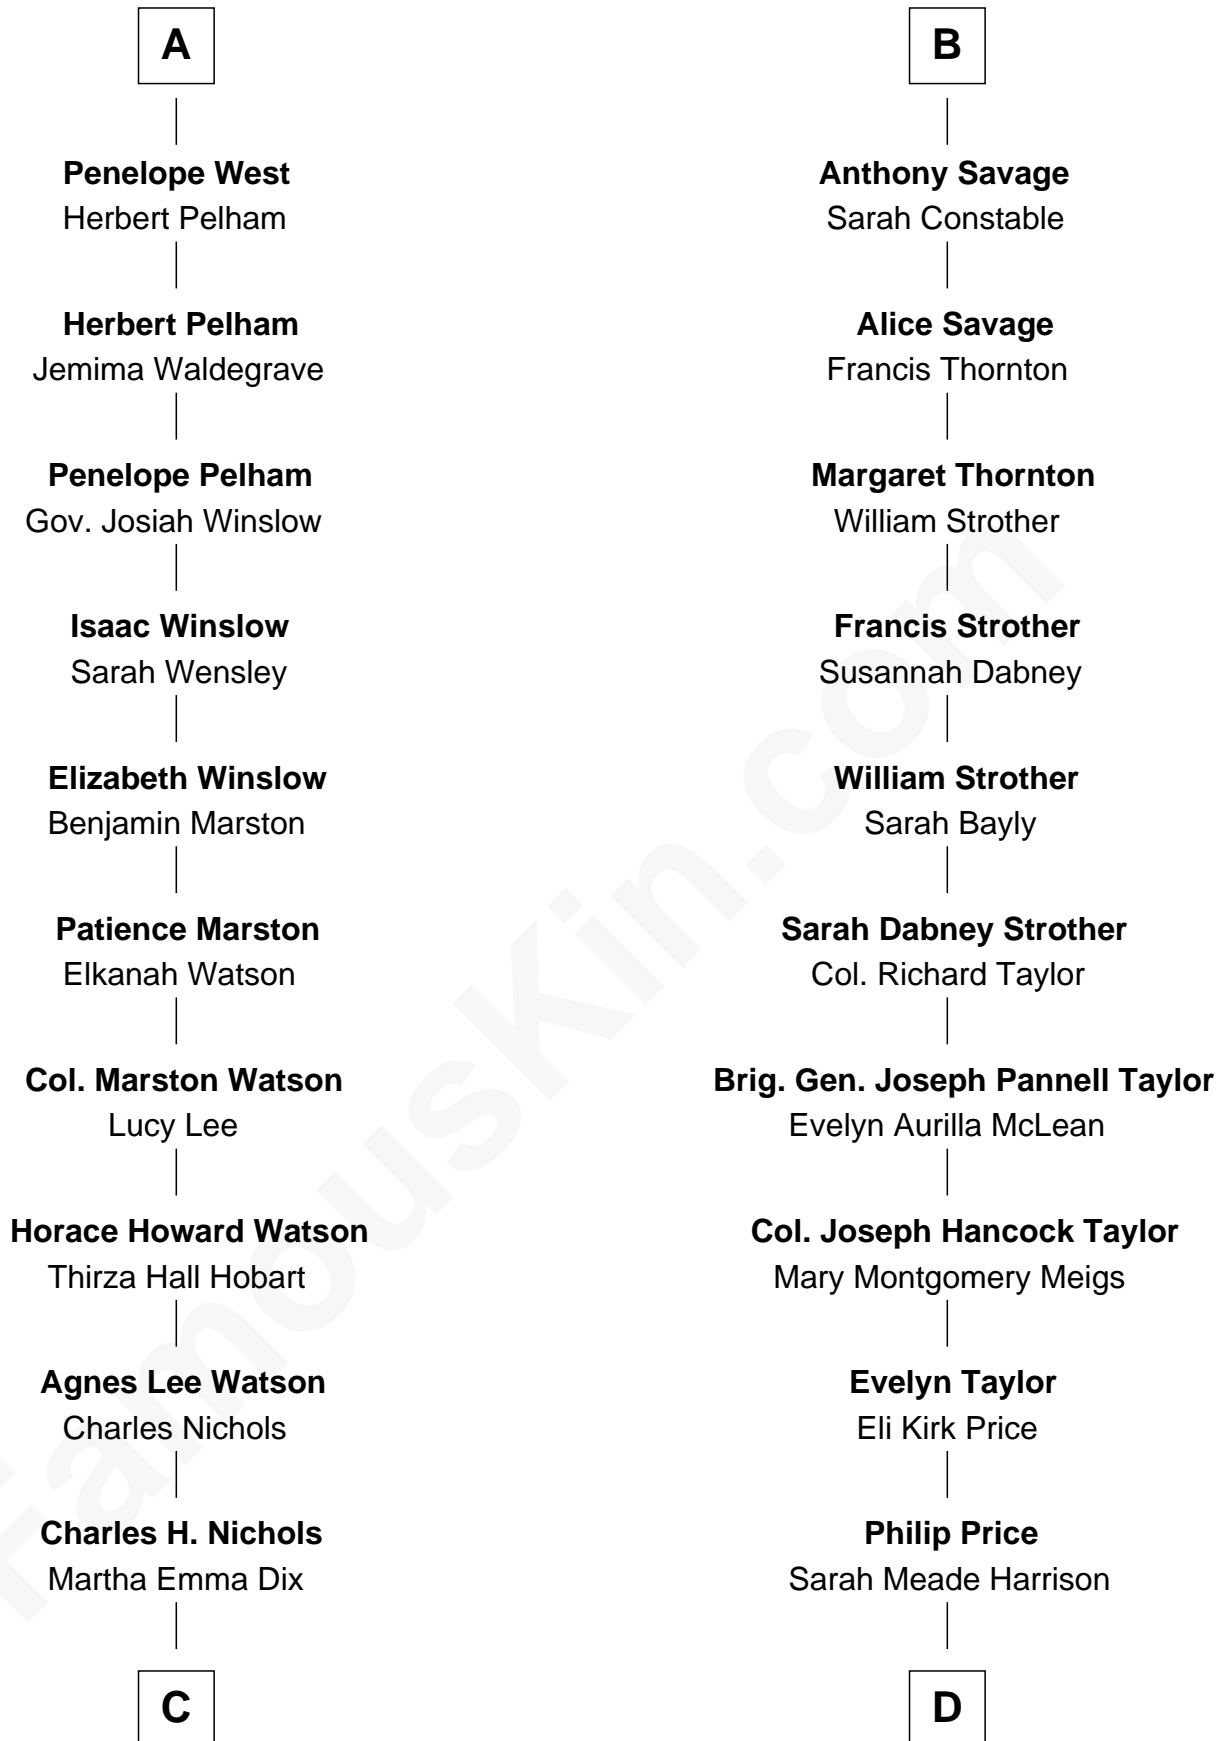 A
Penelope West
Herbert Pelham
Herbert Pelham
Jemima Waldegrave
Penelope Pelham
Gov. Josiah Winslow
Isaac Winslow
Sarah Wensley
Elizabeth Winslow
Benjamin Marston
Patience Marston
Elkanah Watson
Col. Marston Watson
Lucy Lee
Horace Howard Watson
Thirza Hall Hobart
Agnes Lee Watson
Charles Nichols
Charles H. Nichols
Martha Emma Dix
C
B
Anthony Savage
Sarah Constable
Alice Savage
Francis Thornton
Margaret Thornton
William Strother
Francis Strother
Susannah Dabney
William Strother
Sarah Bayly
Sarah Dabney Strother
Col. Richard Taylor
Brig. Gen. Joseph Pannell Taylor
Evelyn Aurilla McLean
Col. Joseph Hancock Taylor
Mary Montgomery Meigs
Evelyn Taylor
Eli Kirk Price
Philip Price
Sarah Meade Harrison
D
FamousKin.com